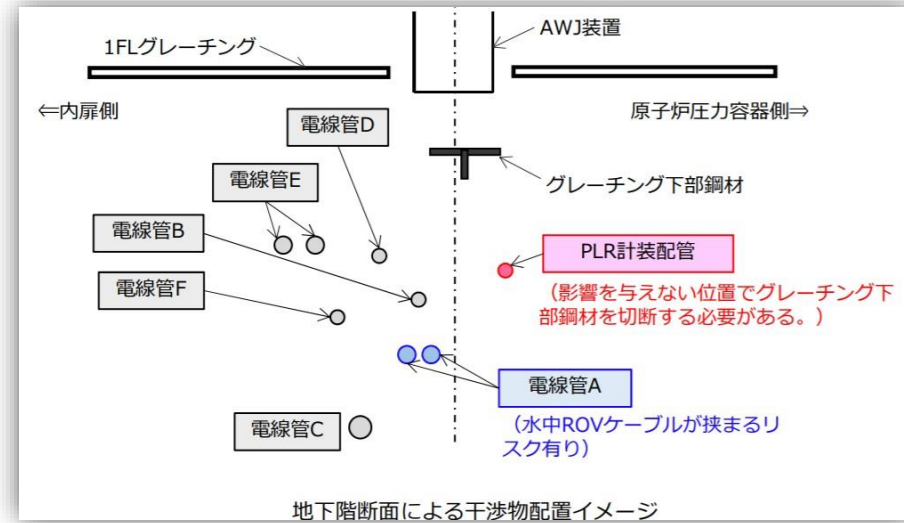 AWJ装置
1FLグレーチング
⇐内扉側
原子炉圧力容器側⇒
電線管D
電線管E
グレーチング下部鋼材
電線管B
PLR計装配管
電線管F
（影響を与えない位置でグレーチング下
部鋼材を切断する必要がある。）
電線管A
（水中ROVケーブルが挟まるリ
スク有り）
電線管C
地下階断面による干渉物配置イメージ